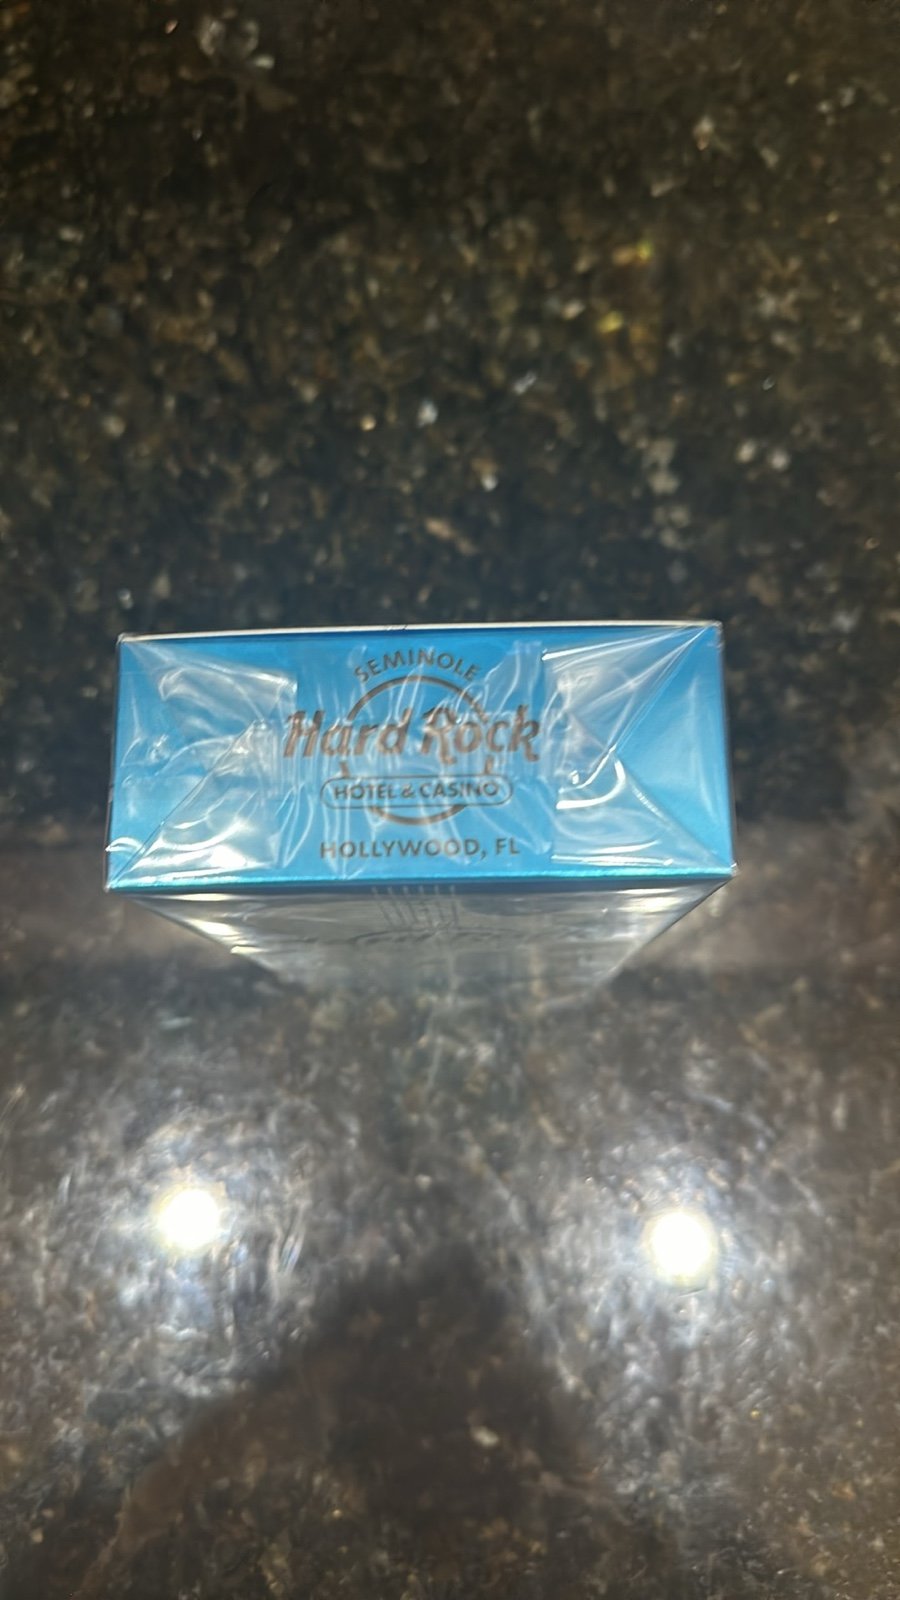 SEMINOLE
Hard Rock
HOTEL & CASINO
HOLLYWOOD, FL